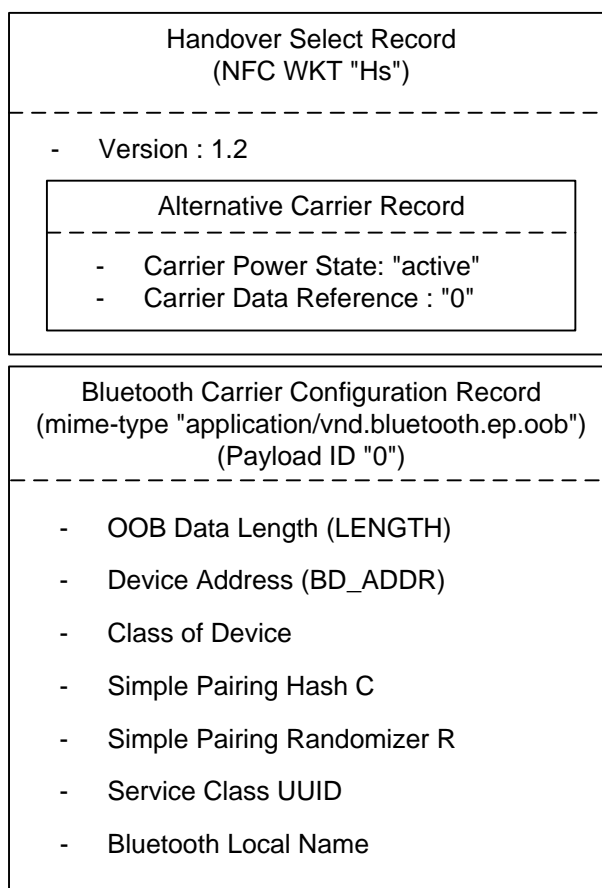 Handover Select Record
(NFC WKT "Hs")
- Version : 1.2
Alternative Carrier Record
- Carrier Power State: "active"
- Carrier Data Reference : "0"
Bluetooth Carrier Configuration Record
(mime-type "application/vnd.bluetooth.ep.oob")
(Payload ID "0")
- OOB Data Length (LENGTH)
- Device Address (BD_ADDR)
- Class of Device
- Simple Pairing Hash C
- Simple Pairing Randomizer R
- Service Class UUID
- Bluetooth Local Name